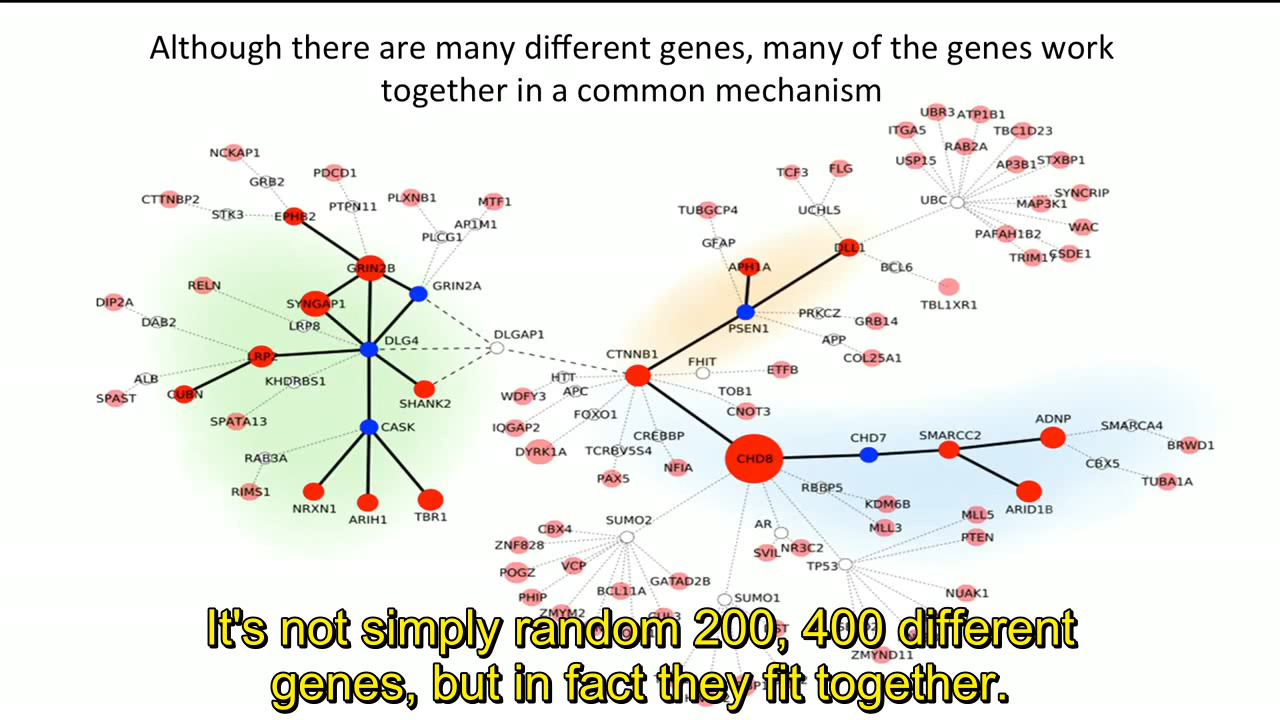 Although there are many different genes, many of the genes work
together in a common mechanism
UBR3 ATP1B1
ITGA5 TBC1D23
NCKAP1 RAB2A
USP15 AP3B1 STXBP1
GRB2 PDCD1 TCF3 FLG
CTTNBP2 PLXNB1 MTF1 UBC SYNCRIP
STK3 EPHB2 PTPN11 TUBGCP4 UCHL5 MAP3K1
AP1M1 WAC
PLCG1 GFAP DLL1 PAFAH1B2
TRIM17 CSDE1
GRIN2B APH1A BCL6
RELN GRIN2A
DIP2A SYNGAP1 TBL1XR1
DAB2 LRP8 PSEN1 PRKCZ GRB14
DLG4 DLGAP1 APP
LRP2 CTNNB1 FHIT COL25A1
ALB KHDRBS1 HTT ETFB
SPAST CUBN SHANK2 WDFY3 APC TOB1
SPATA13 FOXO1 CNOT3
CASK IQGAP2 CREBBP ADNP
DYRK1A TCRBV5S4 CHD7 SMARCC2 SMARCA4
RAB3A NFIA CHD8 BRWD1
RIMS1 PAX5 CBX5
NRXN1 ARIH1 TBR1 RBBP5 TUBA1A
KDM6B ARID1B
CBX4 SUMO2 AR MLL3 MLL5
ZNF828 SVIL NR3C2 PTEN
POGZ VCP GATAD2B TP53
PHIP BCL11A SUMO1 NUAK1
ZMYM2
ZMYND11
It's not simply random 200, 400 different
genes, but in fact they fit together.